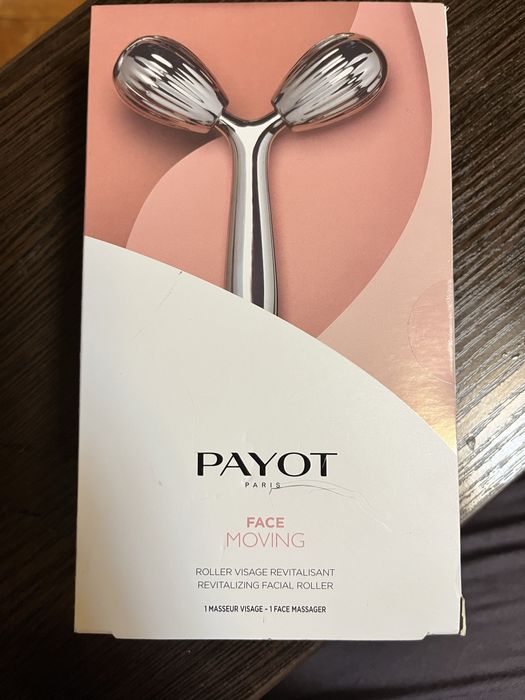 PAYOT
PARIS
FACE
MOVING
ROLLER VISAGE REVITALISANT
REVITALIZING FACIAL ROLLER
1 MASSEUR VISAGE - 1 FACE MASSAGER